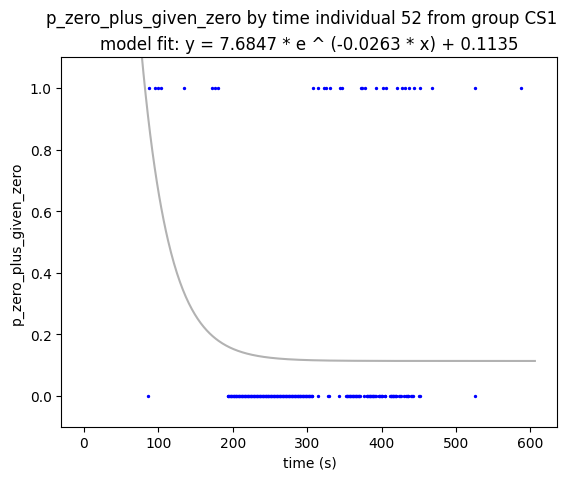 p_zero_plus_given_zero by time individual 52 from group CS1
model fit: y = 7.6847 * e ^ (-0.0263 * x) + 0.1135
1.0
0.8
0.6
0.4
0.2
0.0
p_zero_plus_given_zero
0 100 200 300 400 500 600
time (s)